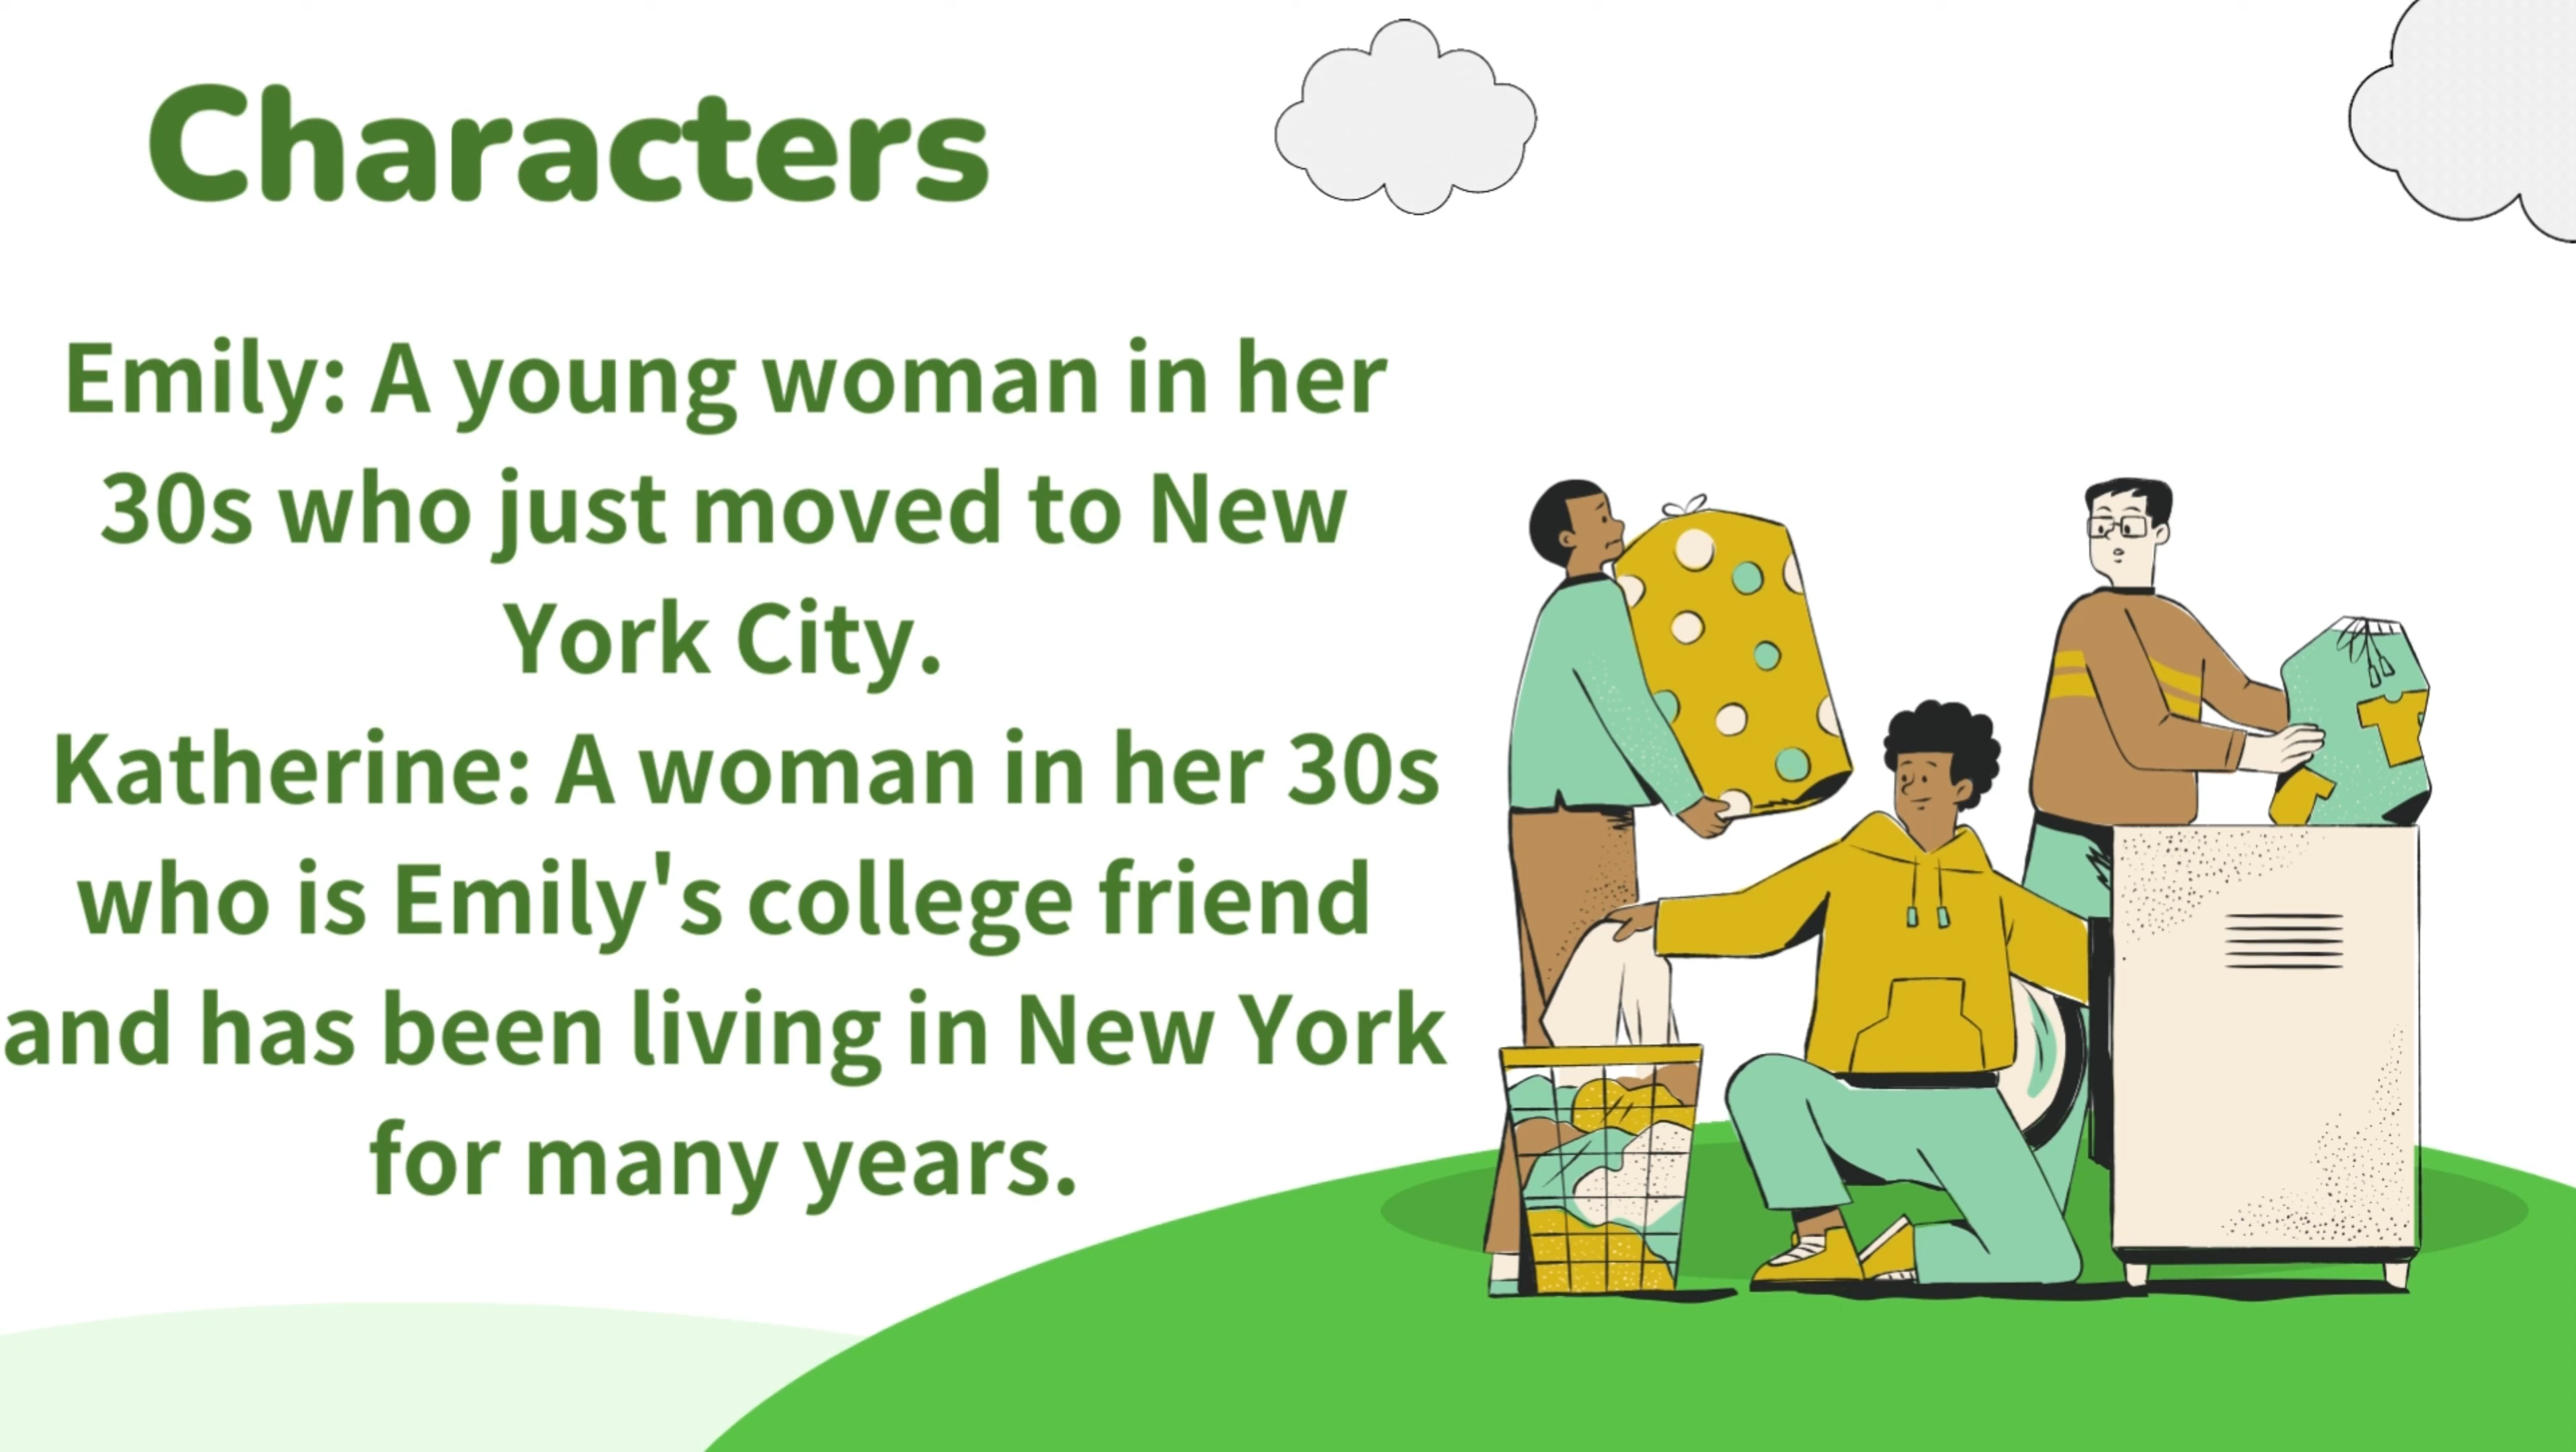 Characters
Emily: A young woman in her
30s who just moved to New
York City.
Katherine: A woman in her 30s
who is Emily's college friend
and has been living in New York
for many years.